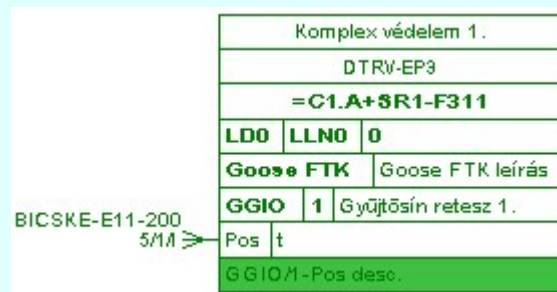 Komplex védelem 1.
DTRV-EP3
=C1.A+SR1-F311
LD0 LLN0 0
Goose FTK Goose FTK leírás
GGIO 1 Gyűjtősín retesz 1.
BICSKE-E11-200
5/1/I Pos t
GGIO/1-Pos desc.